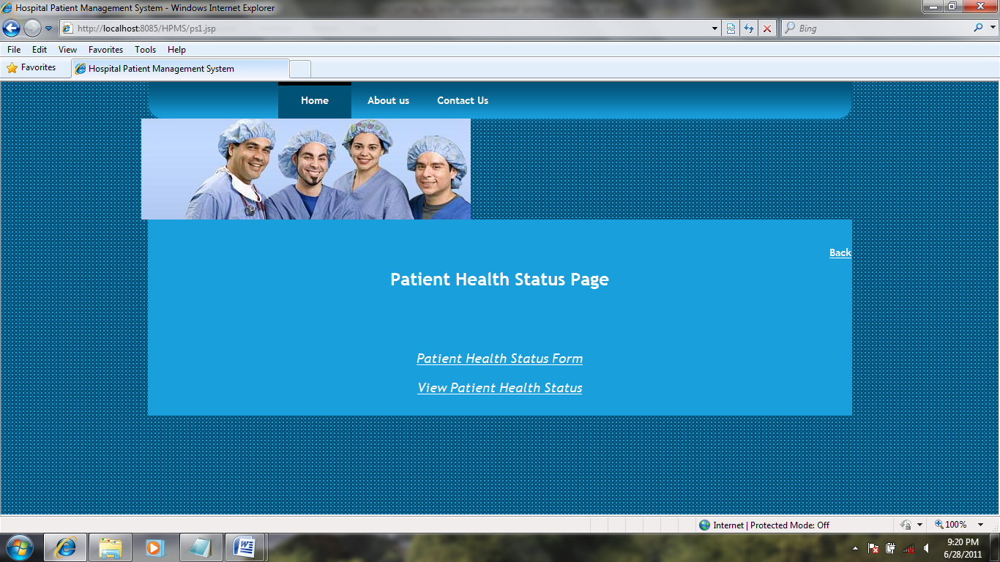 Hospital Patient Management System - Windows Internet Explorer
http://localhost:8085/HPMS/ps1.jsp
Bing
File Edit View Favorites Tools Help
Favorites
Hospital Patient Management System
Home About us Contact Us
Back
Patient Health Status Page
Patient Health Status Form
View Patient Health Status
Internet | Protected Mode: Off
100%
9:20 PM
6/28/2011